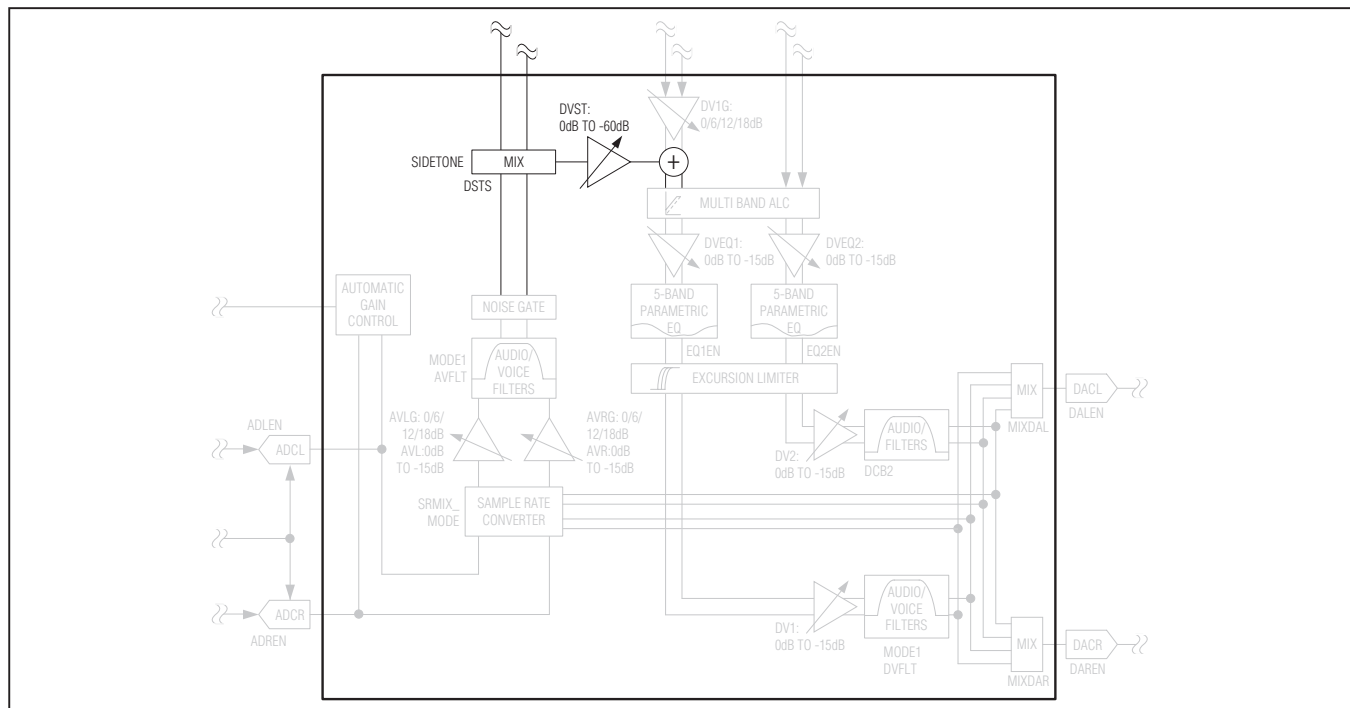 DVST:
0dB TO -60dB
DV1G:
0/6/12/18dB
SIDETONE
MIX
DSTS
+
MULTI BAND ALC
DVEQ1:
0dB TO -15dB
DVEQ2:
0dB TO -15dB
AUTOMATIC
GAIN
CONTROL
NOISE GATE
5-BAND
PARAMETRIC
EQ
5-BAND
PARAMETRIC
EQ
EQ1EN
EQ2EN
MODE1
AVFLT
AUDIO/
VOICE
FILTERS
EXCURSION LIMITER
MIX
DACL
DALEN
MIXDAL
AVLG: 0/6/
12/18dB
AVL:0dB
TO -15dB
AVRG: 0/6/
12/18dB
AVR:0dB
TO -15dB
ADLEN
ADCL
DV2:
0dB TO -15dB
AUDIO/
FILTERS
DCB2
SRMIX_
MODE
SAMPLE RATE
CONVERTER
ADCR
ADREN
DV1:
0dB TO -15dB
AUDIO/
VOICE
FILTERS
MODE1
DVFLT
MIX
DACR
DAREN
MIXDAR